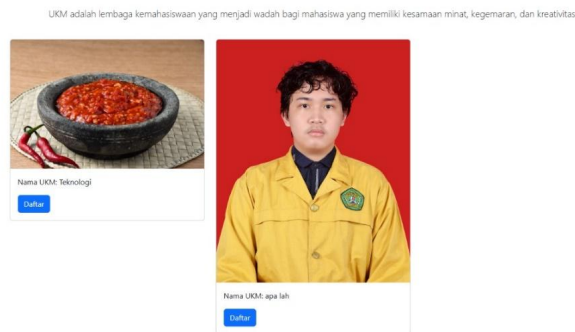 UKM adalah lembaga kemahasiswaan yang menjadi wadah bagi mahasiswa yang memiliki kesamaan minat, kegemaran, dan kreativitas
Nama UKM: Teknologi
Daftar
Nama UKM: apa lah
Daftar